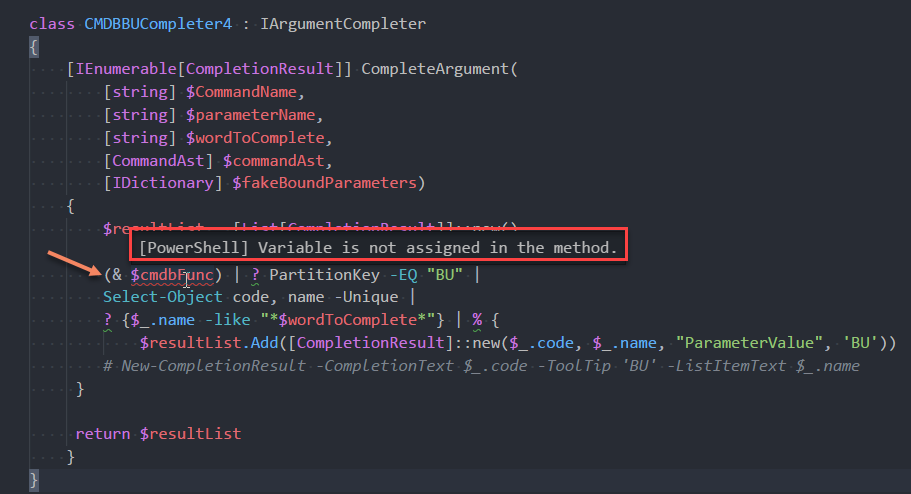 class CMDBBUCompleter4 : IArgumentCompleter
{
[IEnumerable[CompletionResult]] CompleteArgument(
[string] $CommandName,
[string] $parameterName,
[string] $wordToComplete,
[CommandAst] $commandAst,
[IDictionary] $fakeBoundParameters)
{
$resultList [List[CompletionResult]]::new()
[PowerShell] Variable is not assigned in the method.
(& $cmdbFunc) | ? PartitionKey -EQ "BU" |
Select-Object code, name -Unique |
? {$_.name -like "*$wordToComplete*"} | % {
$resultList.Add([CompletionResult]::new($_.code, $_.name, "ParameterValue", 'BU'))
# New-CompletionResult -CompletionText $_.code -ToolTip 'BU' -ListItemText $_.name
}
return $resultList
}
}